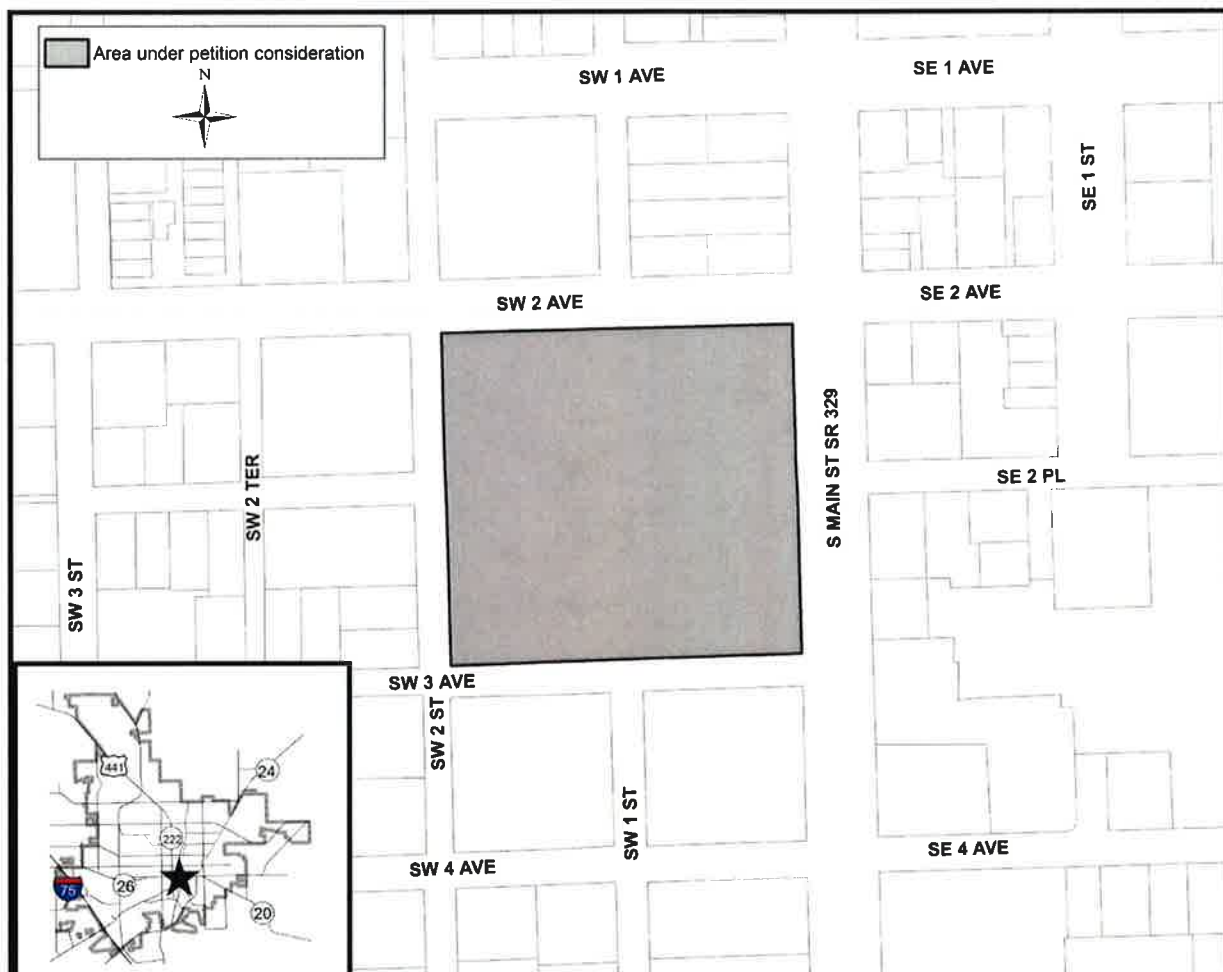 Area under petition consideration
N
SW 1 AVE
SE 1 AVE
SE 1 ST
SW 2 AVE
SE 2 AVE
S MAIN ST SR 329
SW 2 TER
SE 2 PL
SW 3 ST
SW 3 AVE
SW 2 ST
SW 1 ST
SW 4 AVE
SE 4 AVE
441
24
222
26
75
20